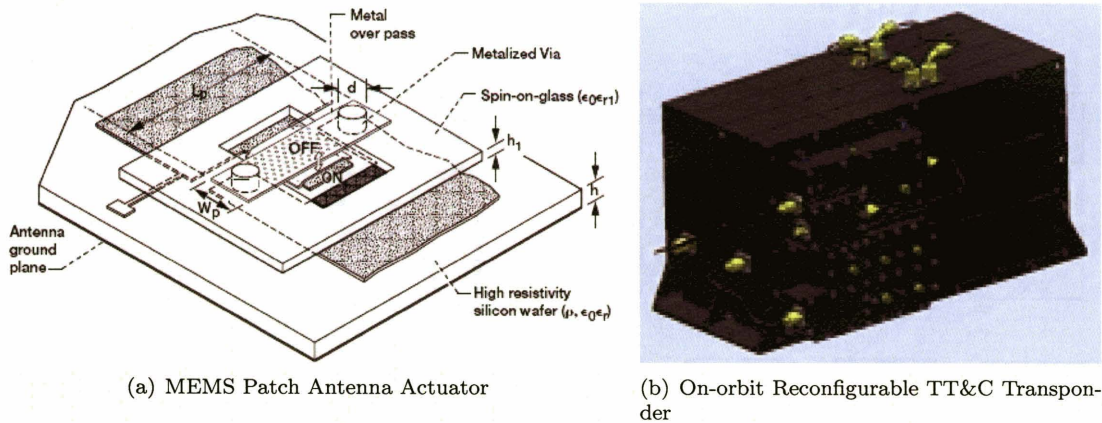 Metal
over pass
Metalized Via
Spin-on-glass (ϵ0ϵr1)
Lp
d
h1
OFF
ON
h
Wp
Antenna
ground
plane
High resistivity
silicon wafer (ρ, ϵ0ϵr)
(a) MEMS Patch Antenna Actuator
(b) On-orbit Reconfigurable TT&C Transpon-
der